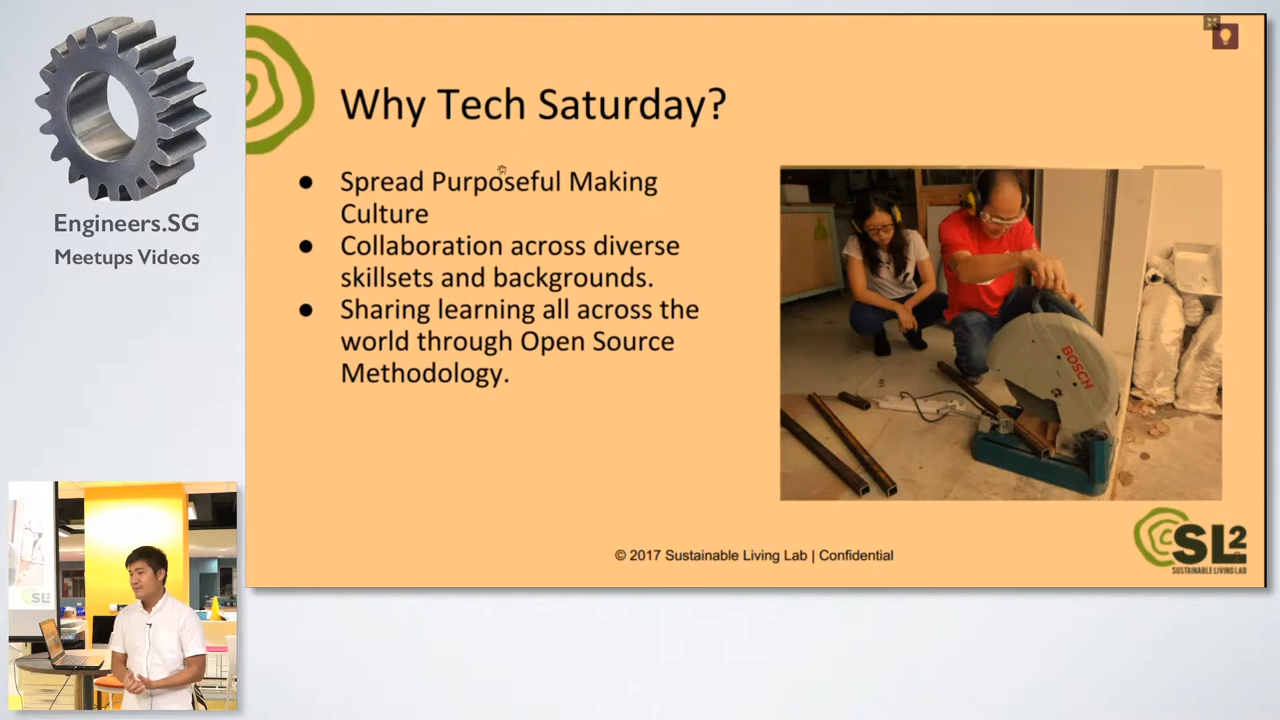 Engineers.SG
Meetups Videos
Why Tech Saturday?
● Spread Purposeful Making
Culture
● Collaboration across diverse
skillsets and backgrounds.
● Sharing learning all across the
world through Open Source
Methodology.
BOSCH
© 2017 Sustainable Living Lab | Confidential
SL2
SUSTAINABLE LIVING LAB
SL2